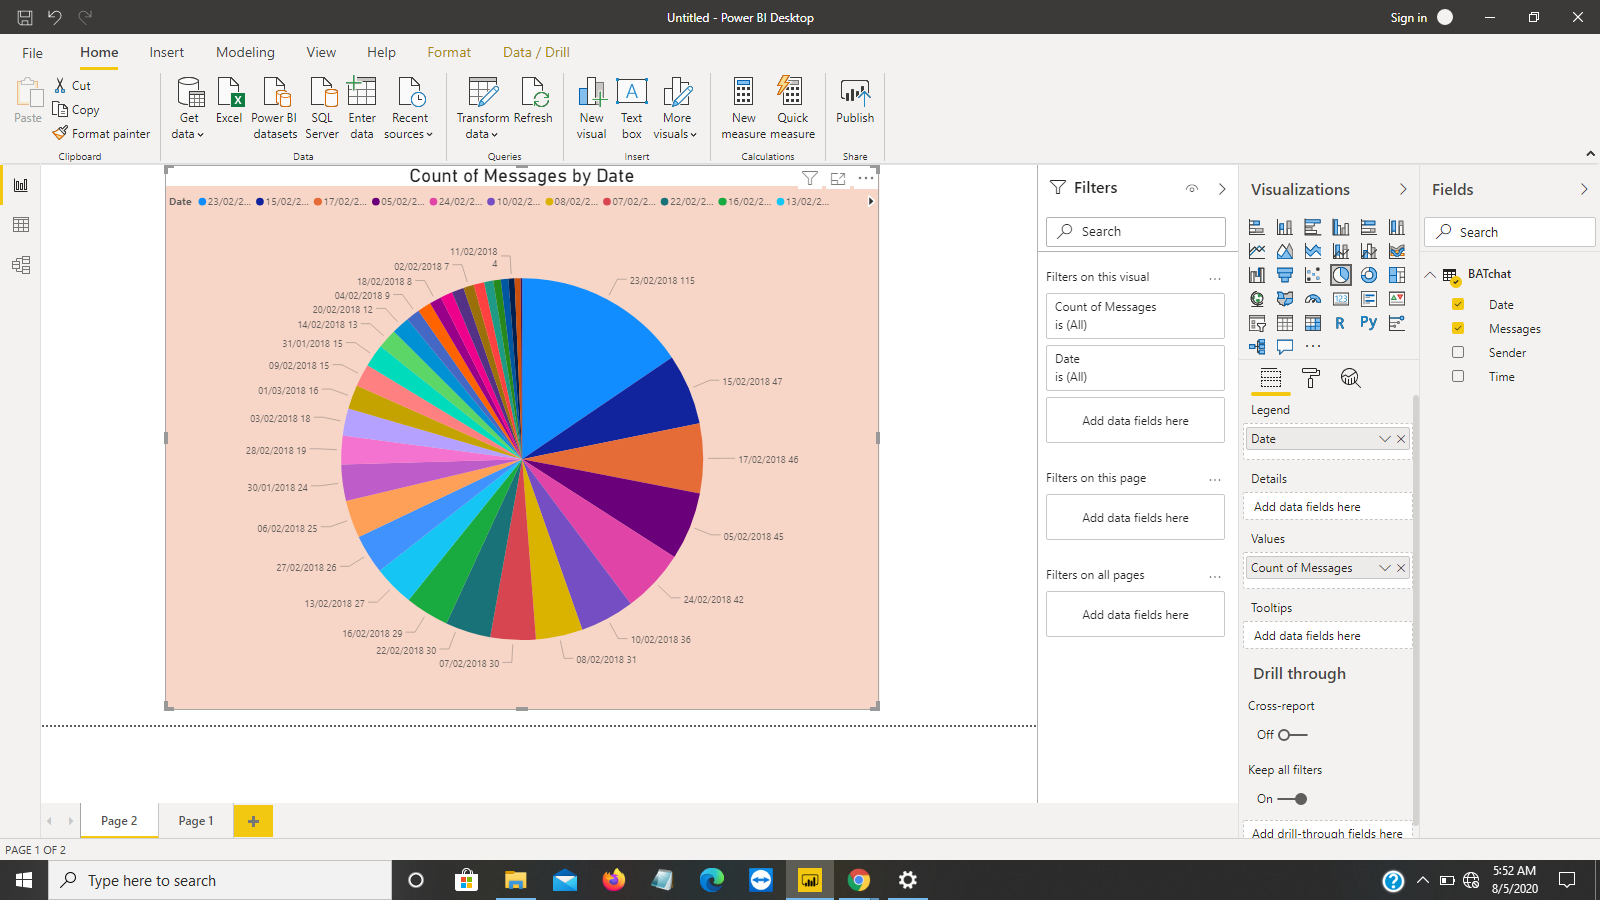 Untitled - Power BI Desktop
Sign in
File
Home
Insert
Modeling
View
Help
Format
Data / Drill
Paste
Cut
Copy
Format painter
Clipboard
Get
data
Excel
Power BI
datasets
SQL
Server
Enter
data
Recent
sources
Data
Transform
data
Refresh
Queries
New
visual
Text
box
More
visuals
Insert
New
measure
Quick
measure
Calculations
Publish
Share
Count of Messages by Date
Date 23/02/2... 15/02/2... 17/02/2... 05/02/2... 24/02/2... 10/02/2... 08/02/2... 07/02/2... 22/02/2... 16/02/2... 13/02/2...
11/02/2018
4
02/02/2018 7
18/02/2018 8
04/02/2018 9
20/02/2018 12
14/02/2018 13
31/01/2018 15
09/02/2018 15
01/03/2018 16
03/02/2018 18
28/02/2018 19
30/01/2018 24
06/02/2018 25
27/02/2018 26
13/02/2018 27
16/02/2018 29
22/02/2018 30
07/02/2018 30
08/02/2018 31
10/02/2018 36
24/02/2018 42
05/02/2018 45
17/02/2018 46
15/02/2018 47
23/02/2018 115
Filters
Search
Filters on this visual
Count of Messages
is (All)
Date
is (All)
Add data fields here
Filters on this page
Add data fields here
Filters on all pages
Add data fields here
Visualizations
123
R
Py
Legend
Date
Details
Add data fields here
Values
Count of Messages
Tooltips
Add data fields here
Drill through
Cross-report
Off
Keep all filters
On
Add drill-through fields here
Fields
Search
BATchat
Date
Messages
Sender
Time
Page 2
Page 1
PAGE 1 OF 2
Type here to search
5:52 AM
8/5/2020